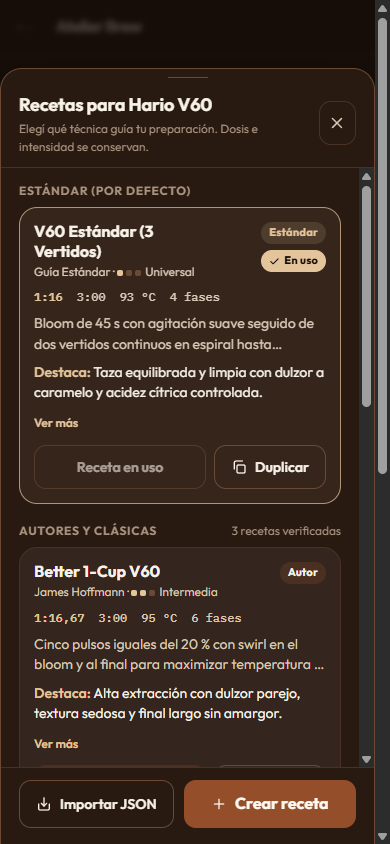 Recetas para Hario V60
Elegí qué técnica guía tu preparación. Dosis e
intensidad se conservan.
ESTÁNDAR (POR DEFECTO)
V60 Estándar (3
Vertidos)
Estándar
En uso
Guía Estándar · Universal
1:16 3:00 93 °C 4 fases
Bloom de 45 s con agitación suave seguido de
dos vertidos continuos en espiral hasta…
Destaca: Taza equilibrada y limpia con dulzor a
caramelo y acidez cítrica controlada.
Ver más
Receta en uso
Duplicar
AUTORES Y CLÁSICAS
3 recetas verificadas
Better 1-Cup V60
Autor
James Hoffmann · Intermedia
1:16,67 3:00 95 °C 6 fases
Cinco pulsos iguales del 20 % con swirl en el
bloom y al final para maximizar temperatura …
Destaca: Alta extracción con dulzor parejo,
textura sedosa y final largo sin amargor.
Ver más
Importar JSON
+ Crear receta